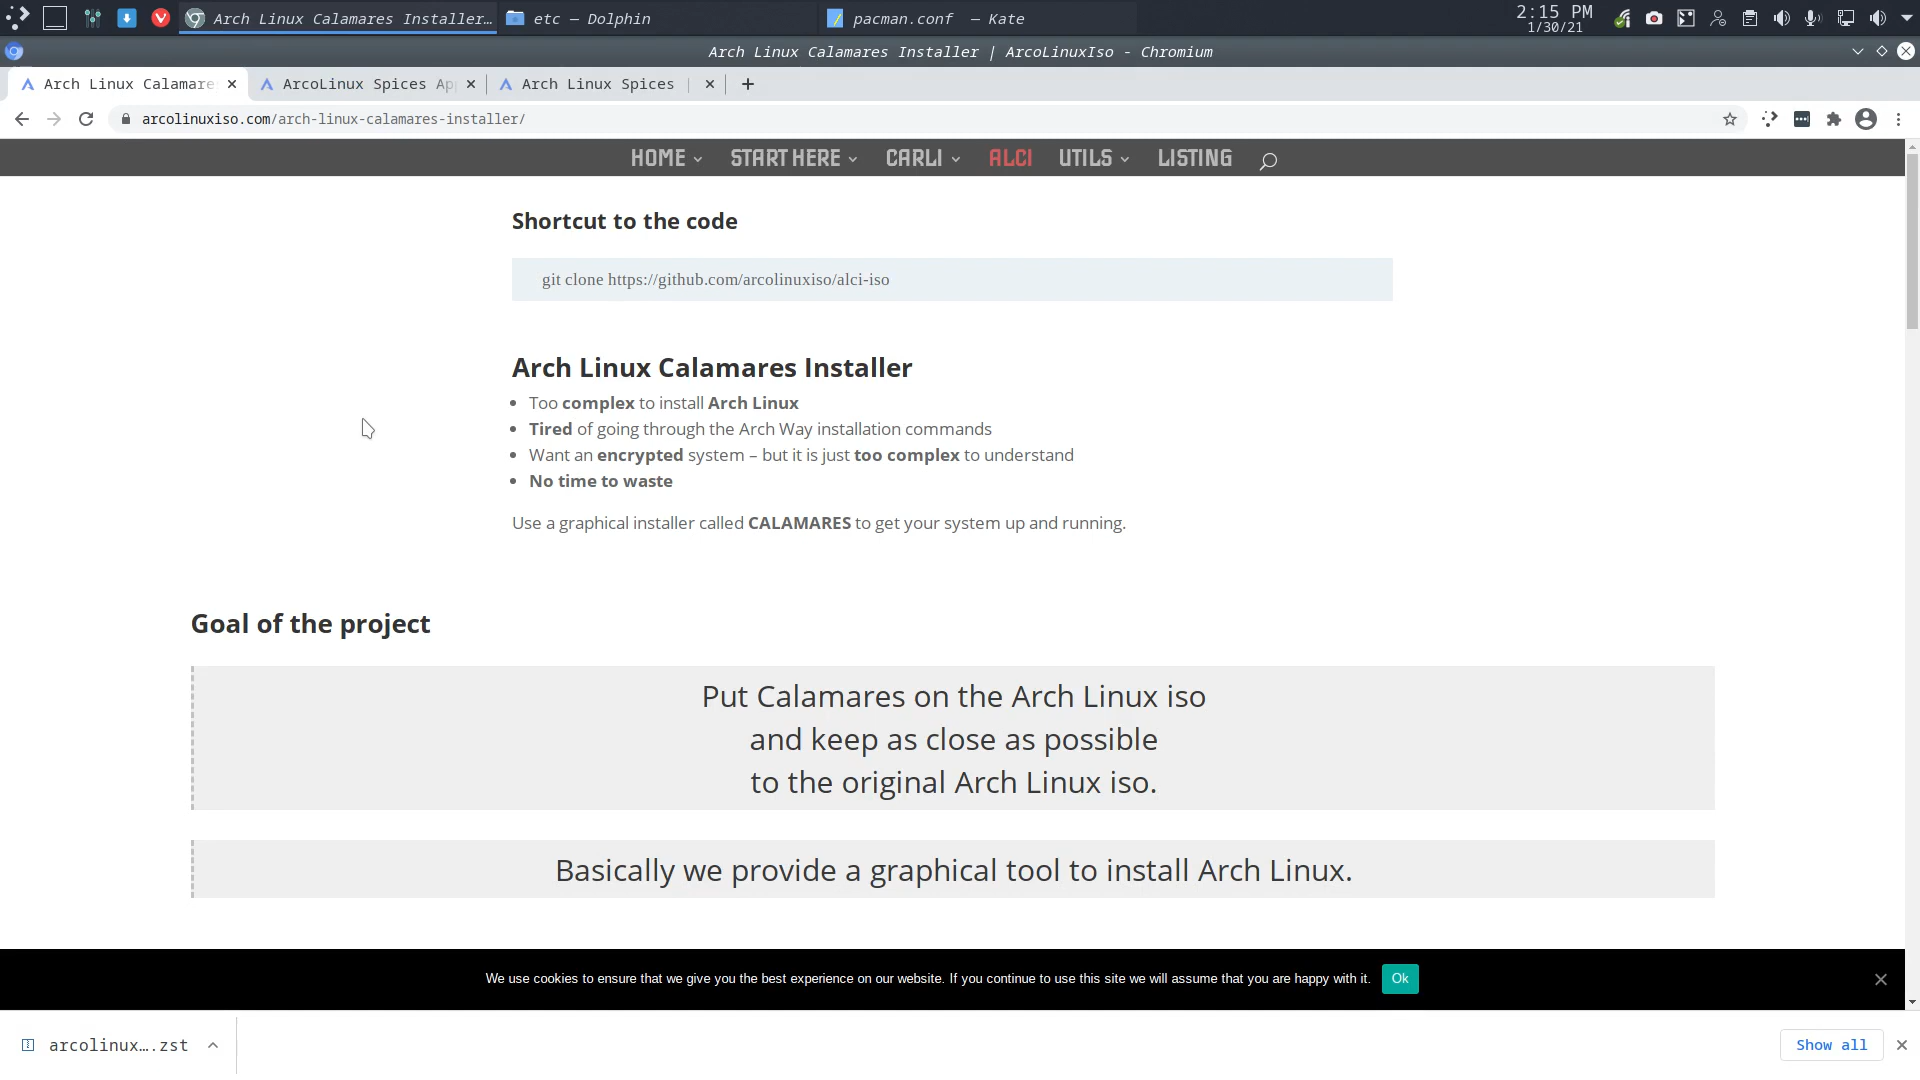 Arch Linux Calamares Installer...
etc — Dolphin
pacman.conf — Kate
2:15 PM
1/30/21
Arch Linux Calamares Installer | ArcoLinuxIso - Chromium
Arch Linux Calamare
ArcoLinux Spices Ap
Arch Linux Spices |
arcolinuxiso.com/arch-linux-calamares-installer/
HOME
START HERE
CARLI
ALCI
UTILS
LISTING
Shortcut to the code
git clone https://github.com/arcolinuxiso/alci-iso
Arch Linux Calamares Installer
• Too complex to install Arch Linux
• Tired of going through the Arch Way installation commands
• Want an encrypted system – but it is just too complex to understand
• No time to waste
Use a graphical installer called CALAMARES to get your system up and running.
Goal of the project
Put Calamares on the Arch Linux iso
and keep as close as possible
to the original Arch Linux iso.
Basically we provide a graphical tool to install Arch Linux.
We use cookies to ensure that we give you the best experience on our website. If you continue to use this site we will assume that you are happy with it.
Ok
arcolinux....zst
Show all